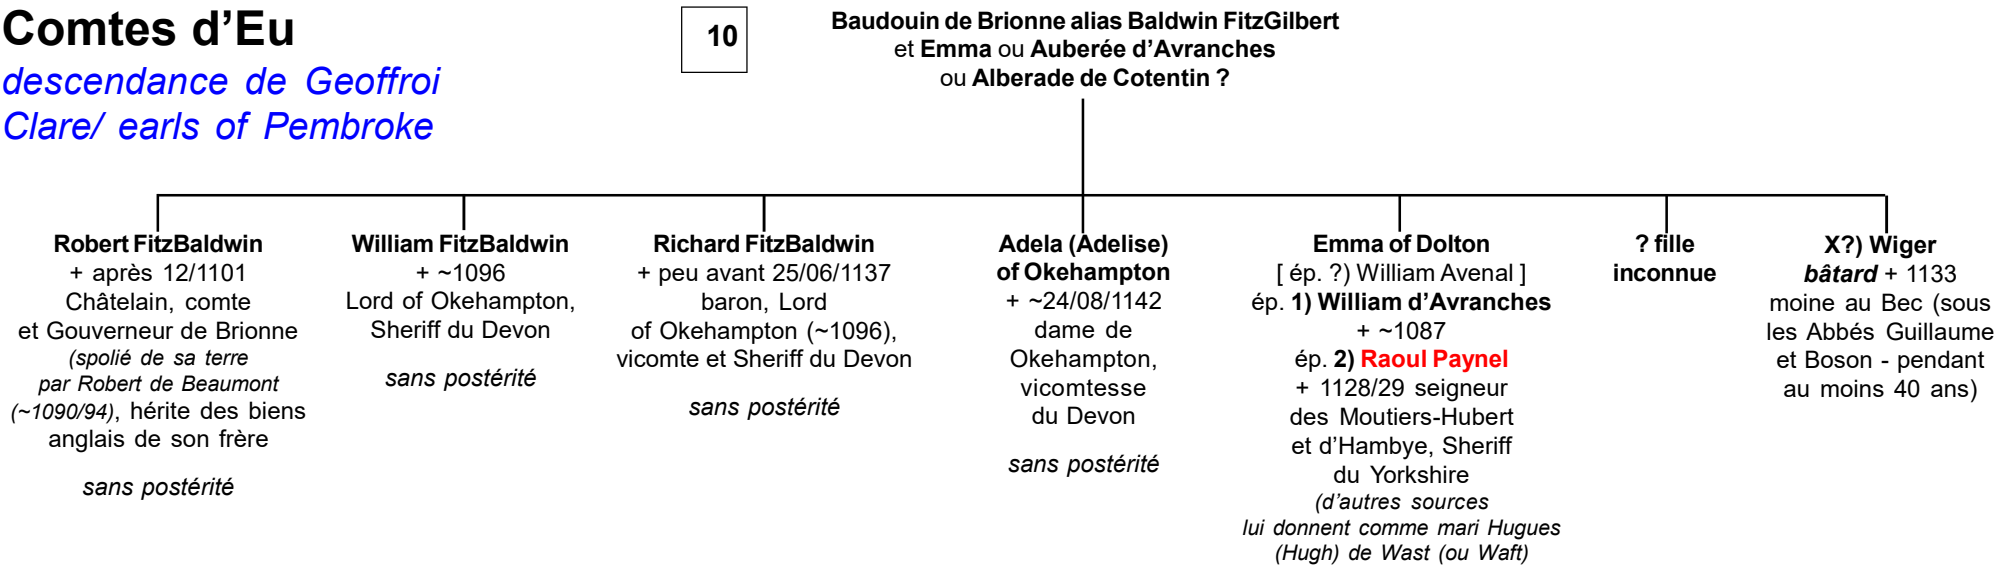 Comtes d'Eu
descendance de Geoffroi
Clare/ earls of Pembroke
10
Baudouin de Brionne alias Baldwin FitzGilbert
et Emma ou Auberée d'Avranches
ou Alberade de Cotentin ?
Robert FitzBaldwin
+ après 12/1101
Châtelain, comte
et Gouverneur de Brionne
(spolié de sa terre
par Robert de Beaumont
(~1090/94), hérite des biens
anglais de son frère
sans postérité
William FitzBaldwin
+ ~1096
Lord of Okehampton,
Sheriff du Devon
sans postérité
Richard FitzBaldwin
+ peu avant 25/06/1137
baron, Lord
of Okehampton (~1096),
vicomte et Sheriff du Devon
sans postérité
Adela (Adelise)
of Okehampton
+ ~24/08/1142
dame de
Okehampton,
vicomtesse
du Devon
sans postérité
Emma of Dolton
[ ép. ?) William Avenal ]
ép. 1) William d'Avranches
+ ~1087
ép. 2) Raoul Paynel
+ 1128/29 seigneur
des Moutiers-Hubert
et d'Hambye, Sheriff
du Yorkshire
(d'autres sources
lui donnent comme mari Hugues
(Hugh) de Wast (ou Waft)
? fille
inconnue
X?) Wiger
bâtard + 1133
moine au Bec (sous
les Abbés Guillaume
et Boson - pendant
au moins 40 ans)